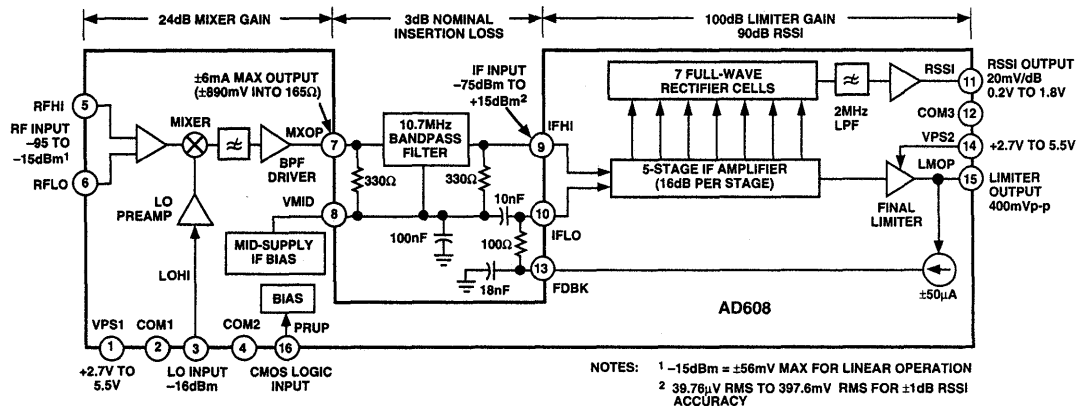 24dB MIXER GAIN
3dB NOMINAL
INSERTION LOSS
100dB LIMITER GAIN
90dB RSSI
±6mA MAX OUTPUT
(±890mV INTO 165Ω)
IF INPUT
–75dBm TO
+15dBm²
7 FULL-WAVE
RECTIFIER CELLS
RSSI
11
RSSI OUTPUT
20mV/dB
0.2V TO 1.8V
2MHz
LPF
COM3
12
5
RFHI
RF INPUT
–95 TO
–15dBm¹
RFLO
6
MIXER
MXOP
7
BPF
DRIVER
10.7MHz
BANDPASS
FILTER
IFHI
9
330Ω
330Ω
VPS2
14
+2.7V TO 5.5V
5-STAGE IF AMPLIFIER
(16dB PER STAGE)
LMOP
15
LIMITER
OUTPUT
400mVp-p
FINAL
LIMITER
LO
PREAMP
VMID
8
10nF
10
IFLO
MID-SUPPLY
IF BIAS
100nF
100Ω
LOHI
18nF
13
FDBK
±50µA
BIAS
AD608
VPS1
COM1
COM2
PRUP
1
2
3
4
16
+2.7V TO
5.5V
LO INPUT
–16dBm
CMOS LOGIC
INPUT
NOTES:
¹ –15dBm = ±56mV MAX FOR LINEAR OPERATION
² 39.76µV RMS TO 397.6mV RMS FOR ±1dB RSSI
ACCURACY